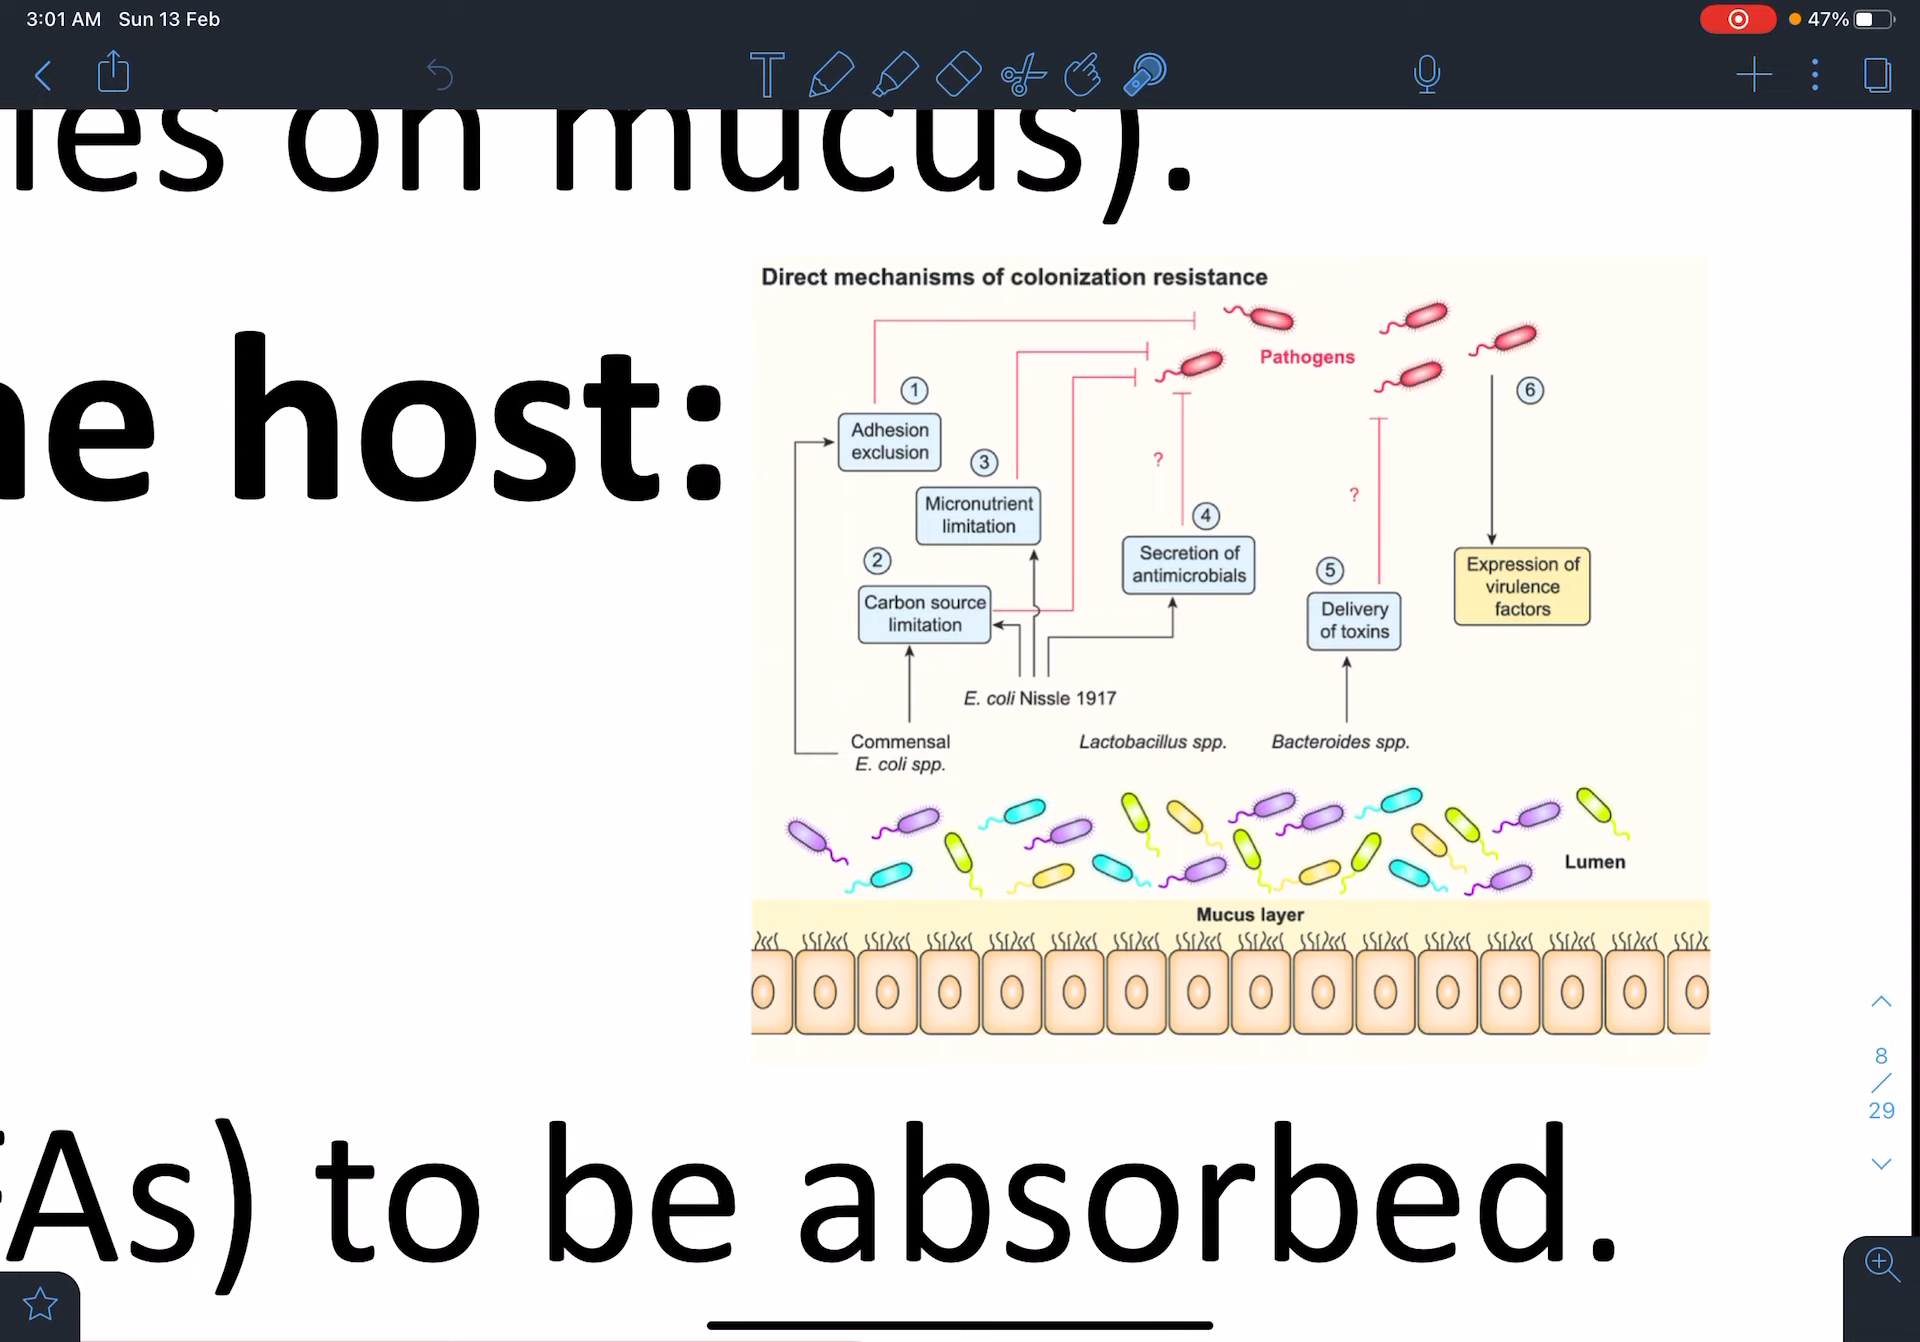 3:01 AM Sun 13 Feb
47%
les on mucus).
Direct mechanisms of colonization resistance
Pathogens
1
6
he host:
Adhesion
exclusion
3
?
?
Micronutrient
limitation
4
2
Secretion of
antimicrobials
5
Expression of
virulence
factors
Carbon source
limitation
Delivery
of toxins
E. coli Nissle 1917
Commensal
E. coli spp.
Lactobacillus spp.
Bacteroides spp.
Lumen
Mucus layer
8
/
29
FAs) to be absorbed.